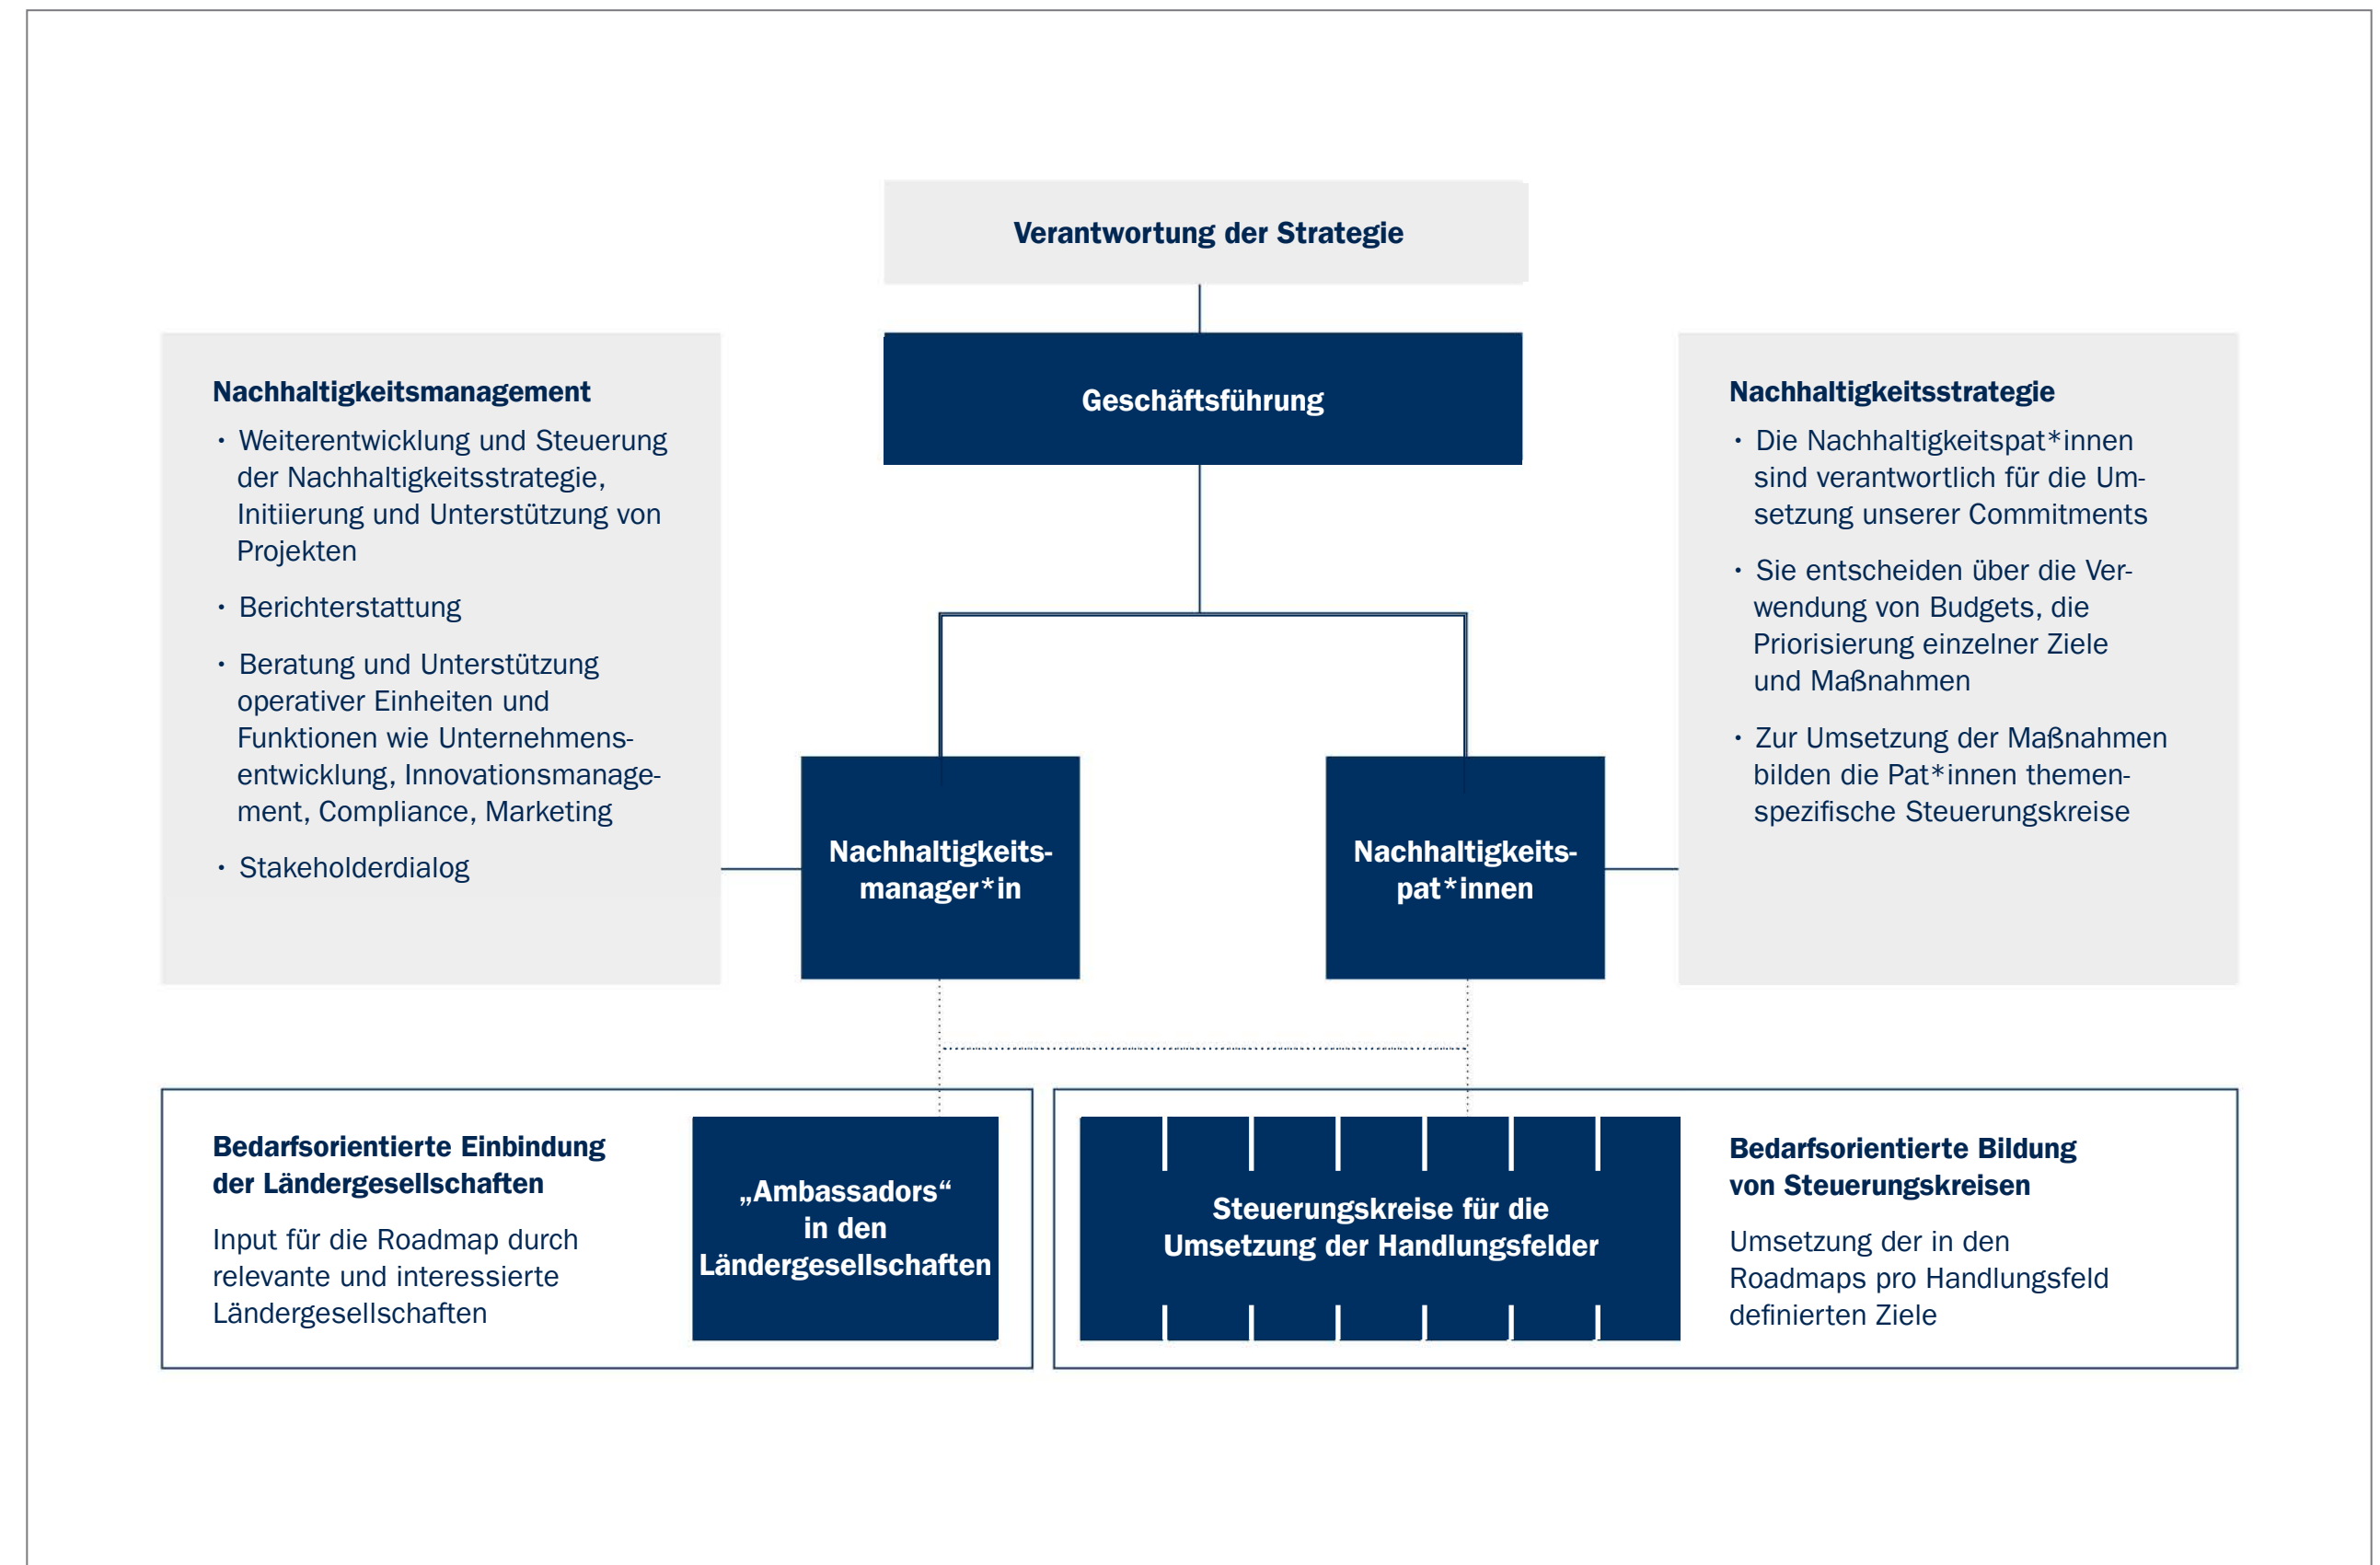 Verantwortung der Strategie
Geschäftsführung
Nachhaltigkeitsmanagement
· Weiterentwicklung und Steuerung
der Nachhaltigkeitsstrategie,
Initiierung und Unterstützung von
Projekten
· Berichterstattung
· Beratung und Unterstützung
operativer Einheiten und
Funktionen wie Unternehmens-
entwicklung, Innovationsmanage-
ment, Compliance, Marketing
· Stakeholderdialog
Nachhaltigkeits-
manager*in
Nachhaltigkeits-
pat*innen
Nachhaltigkeitsstrategie
· Die Nachhaltigkeitspat*innen
sind verantwortlich für die Um-
setzung unserer Commitments
· Sie entscheiden über die Ver-
wendung von Budgets, die
Priorisierung einzelner Ziele
und Maßnahmen
· Zur Umsetzung der Maßnahmen
bilden die Pat*innen themen-
spezifische Steuerungskreise
Bedarfsorientierte Einbindung
der Ländergesellschaften
Input für die Roadmap durch
relevante und interessierte
Ländergesellschaften
„Ambassadors“
in den
Ländergesellschaften
Steuerungskreise für die
Umsetzung der Handlungsfelder
Bedarfsorientierte Bildung
von Steuerungskreisen
Umsetzung der in den
Roadmaps pro Handlungsfeld
definierten Ziele